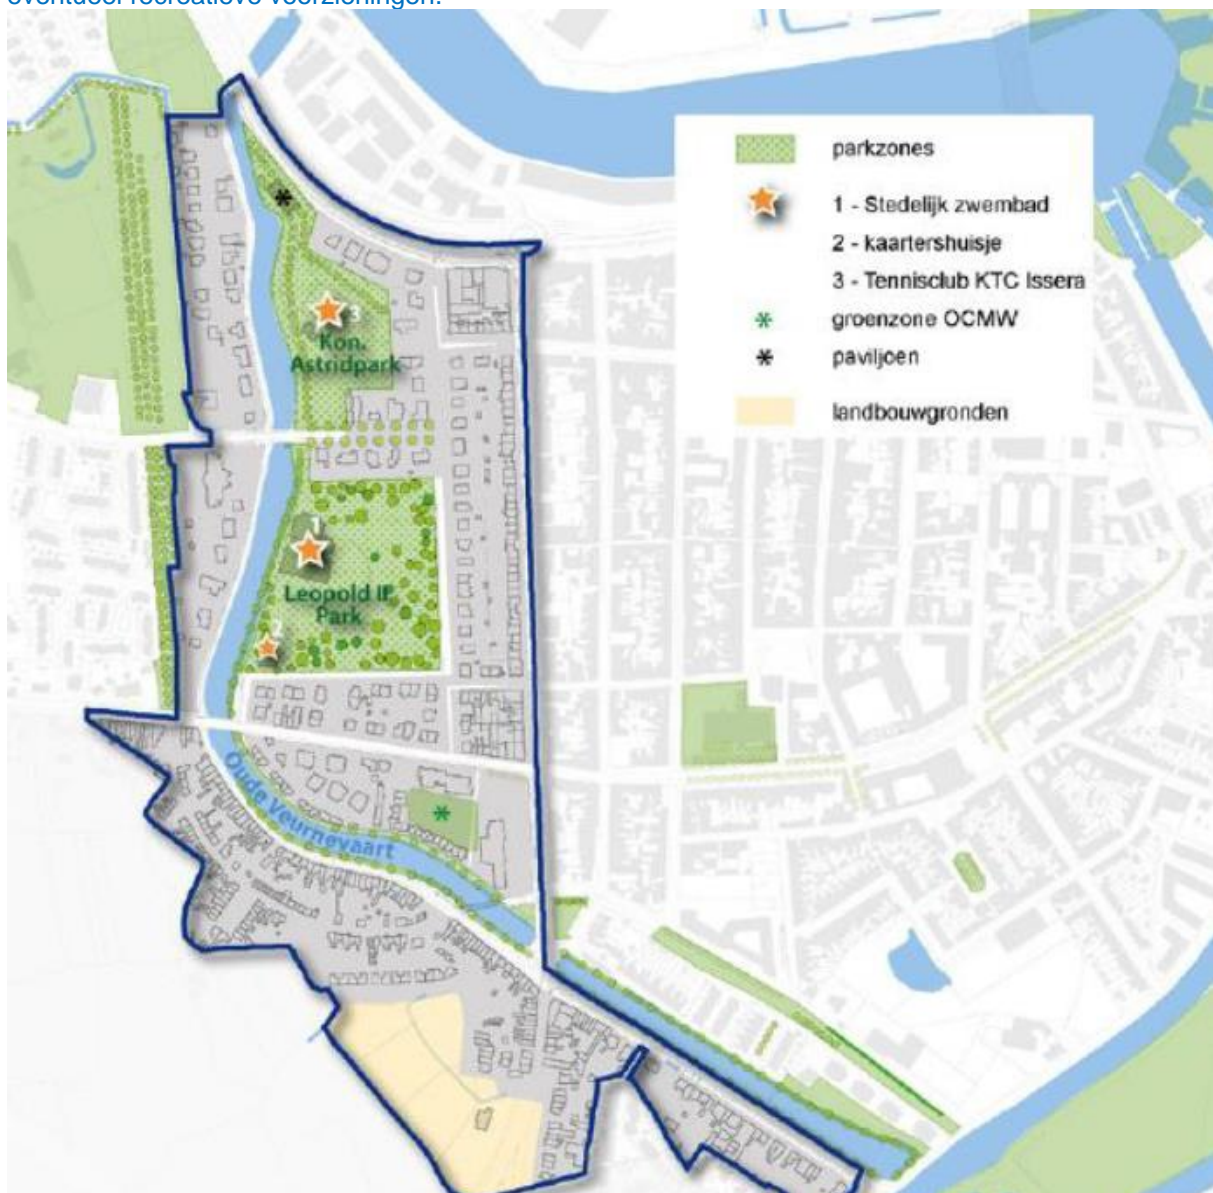 eventueel recreatieve voorzieningen.
parkzones
1 - Stedelijk zwembad
2 - kaartershuisje
3 - Tennisclub KTC Issera
groenzone OCMW
paviljoen
landbouwgronden
3
Kon.
Astridpark
1
Leopold II
Park
2
Oude Veurnevaart